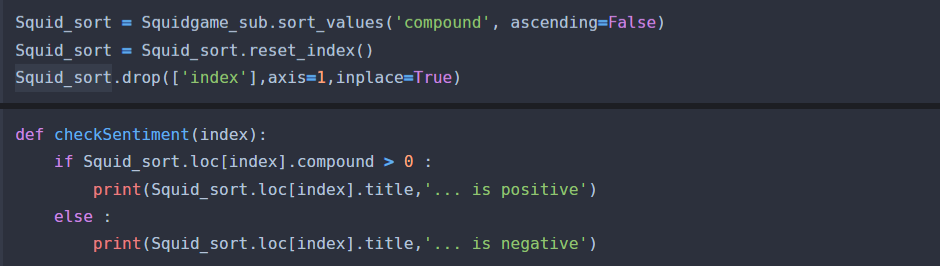 Squid_sort = Squidgame_sub.sort_values('compound', ascending=False)
Squid_sort = Squid_sort.reset_index()
Squid_sort.drop(['index'],axis=1,inplace=True)
def checkSentiment(index):
    if Squid_sort.loc[index].compound > 0 :
        print(Squid_sort.loc[index].title,'... is positive')
    else :
        print(Squid_sort.loc[index].title,'... is negative')